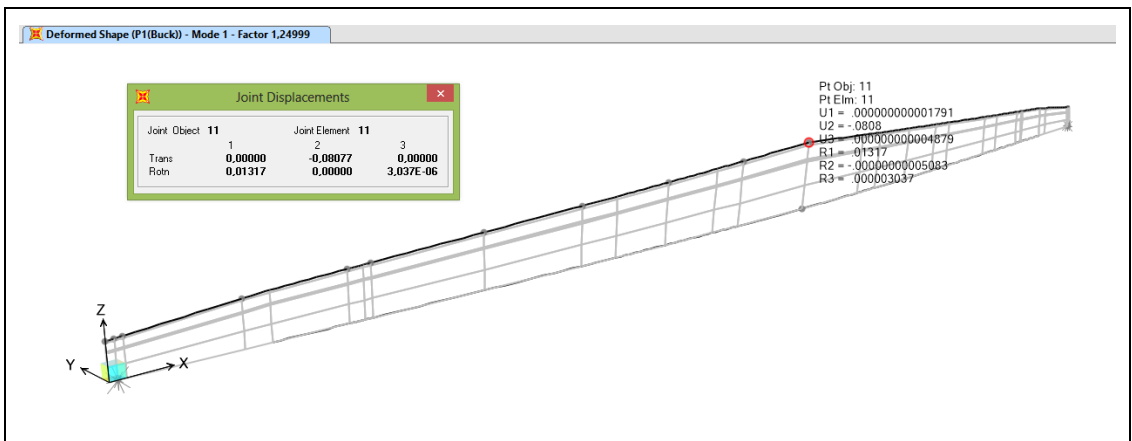 Deformed Shape (P1(Buck)) - Mode 1 - Factor 1,24999
Joint Displacements
Joint Object 11 Joint Element 11
1 2 3
Trans 0,00000 -0,08077 0,00000
Rotn 0,01317 0,00000 3,037E-06
Pt Obj: 11
Pt Elm: 11
U1 = .000000000001791
U2 = -.0808
U3 = .000000000004879
R1 = .01317
R2 = -.00000000005083
R3 = .000003037
Z
Y
X